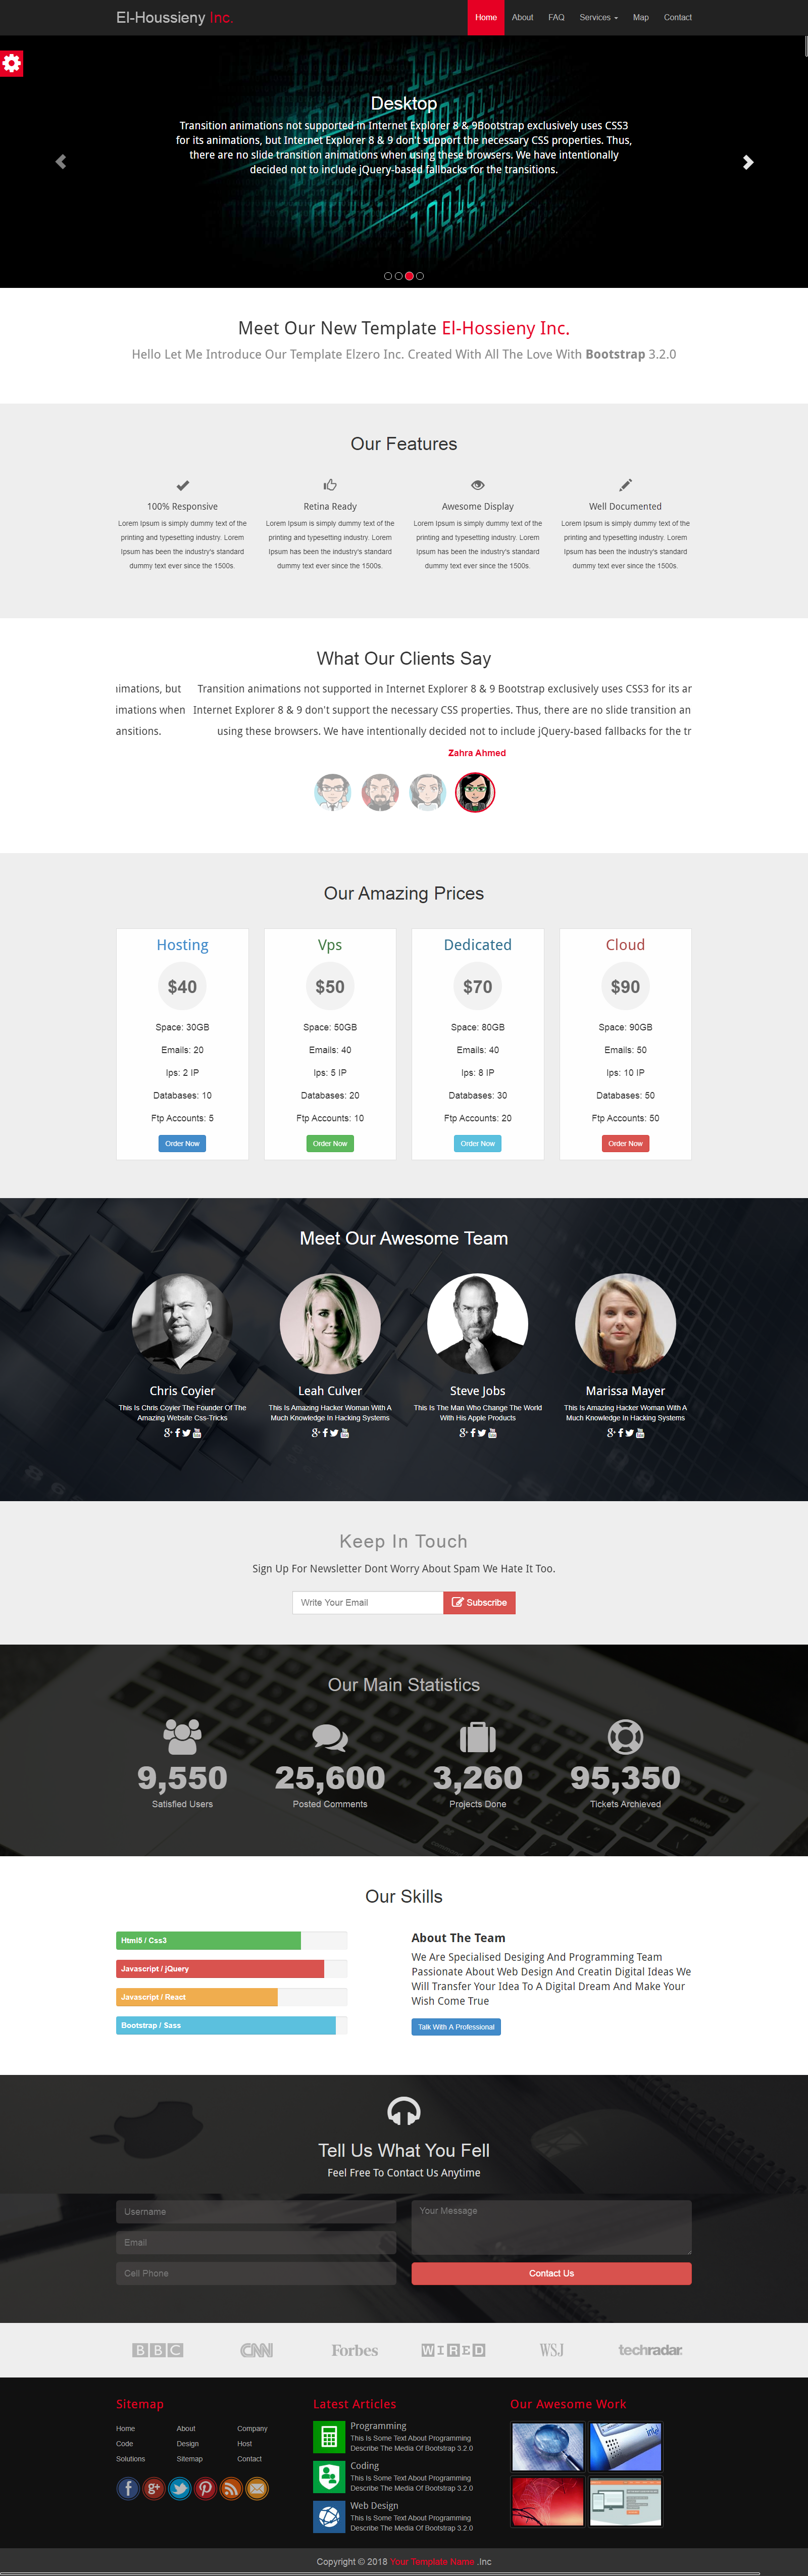 El-Houssieny Inc.
Home About FAQ Services Map Contact
Desktop
Transition animations not supported in Internet Explorer 8 & 9Bootstrap exclusively uses CSS3
for its animations, but Internet Explorer 8 & 9 don't support the necessary CSS properties. Thus,
there are no slide transition animations when using these browsers. We have intentionally
decided not to include jQuery-based fallbacks for the transitions.
Meet Our New Template El-Hossieny Inc.
Hello Let Me Introduce Our Template Elzero Inc. Created With All The Love With Bootstrap 3.2.0
Our Features
100% Responsive
Lorem Ipsum is simply dummy text of the
printing and typesetting industry. Lorem
Ipsum has been the industry's standard
dummy text ever since the 1500s.
Retina Ready
Lorem Ipsum is simply dummy text of the
printing and typesetting industry. Lorem
Ipsum has been the industry's standard
dummy text ever since the 1500s.
Awesome Display
Lorem Ipsum is simply dummy text of the
printing and typesetting industry. Lorem
Ipsum has been the industry's standard
dummy text ever since the 1500s.
Well Documented
Lorem Ipsum is simply dummy text of the
printing and typesetting industry. Lorem
Ipsum has been the industry's standard
dummy text ever since the 1500s.
What Our Clients Say
imations, but Transition animations not supported in Internet Explorer 8 & 9 Bootstrap exclusively uses CSS3 for its ar
imations when Internet Explorer 8 & 9 don't support the necessary CSS properties. Thus, there are no slide transition an
ansitions. using these browsers. We have intentionally decided not to include jQuery-based fallbacks for the tr
Zahra Ahmed
Our Amazing Prices
Hosting
$40
Space: 30GB
Emails: 20
Ips: 2 IP
Databases: 10
Ftp Accounts: 5
Order Now
Vps
$50
Space: 50GB
Emails: 40
Ips: 5 IP
Databases: 20
Ftp Accounts: 10
Order Now
Dedicated
$70
Space: 80GB
Emails: 40
Ips: 8 IP
Databases: 30
Ftp Accounts: 20
Order Now
Cloud
$90
Space: 90GB
Emails: 50
Ips: 10 IP
Databases: 50
Ftp Accounts: 50
Order Now
Meet Our Awesome Team
Chris Coyier
This Is Chris Coyier The Founder Of The
Amazing Website Css-Tricks
Leah Culver
This Is Amazing Hacker Woman With A
Much Knowledge In Hacking Systems
Steve Jobs
This Is The Man Who Change The World
With His Apple Products
Marissa Mayer
This Is Amazing Hacker Woman With A
Much Knowledge In Hacking Systems
Keep In Touch
Sign Up For Newsletter Dont Worry About Spam We Hate It Too.
Write Your Email
Subscribe
Our Main Statistics
9,550
Satisfied Users
25,600
Posted Comments
3,260
Projects Done
95,350
Tickets Archieved
Our Skills
Html5 / Css3
Javascript / jQuery
Javascript / React
Bootstrap / Sass
About The Team
We Are Specialised Desiging And Programming Team
Passionate About Web Design And Creatin Digital Ideas We
Will Transfer Your Idea To A Digital Dream And Make Your
Wish Come True
Talk With A Professional
Tell Us What You Fell
Feel Free To Contact Us Anytime
Username
Email
Cell Phone
Your Message
Contact Us
BBC CNN Forbes WIRED WSJ techradar.
Sitemap
Home About Company
Code Design Host
Solutions Sitemap Contact
Latest Articles
Programming
This Is Some Text About Programming
Describe The Media Of Bootstrap 3.2.0
Coding
This Is Some Text About Programming
Describe The Media Of Bootstrap 3.2.0
Web Design
This Is Some Text About Programming
Describe The Media Of Bootstrap 3.2.0
Our Awesome Work
Copyright © 2018 Your Template Name .Inc